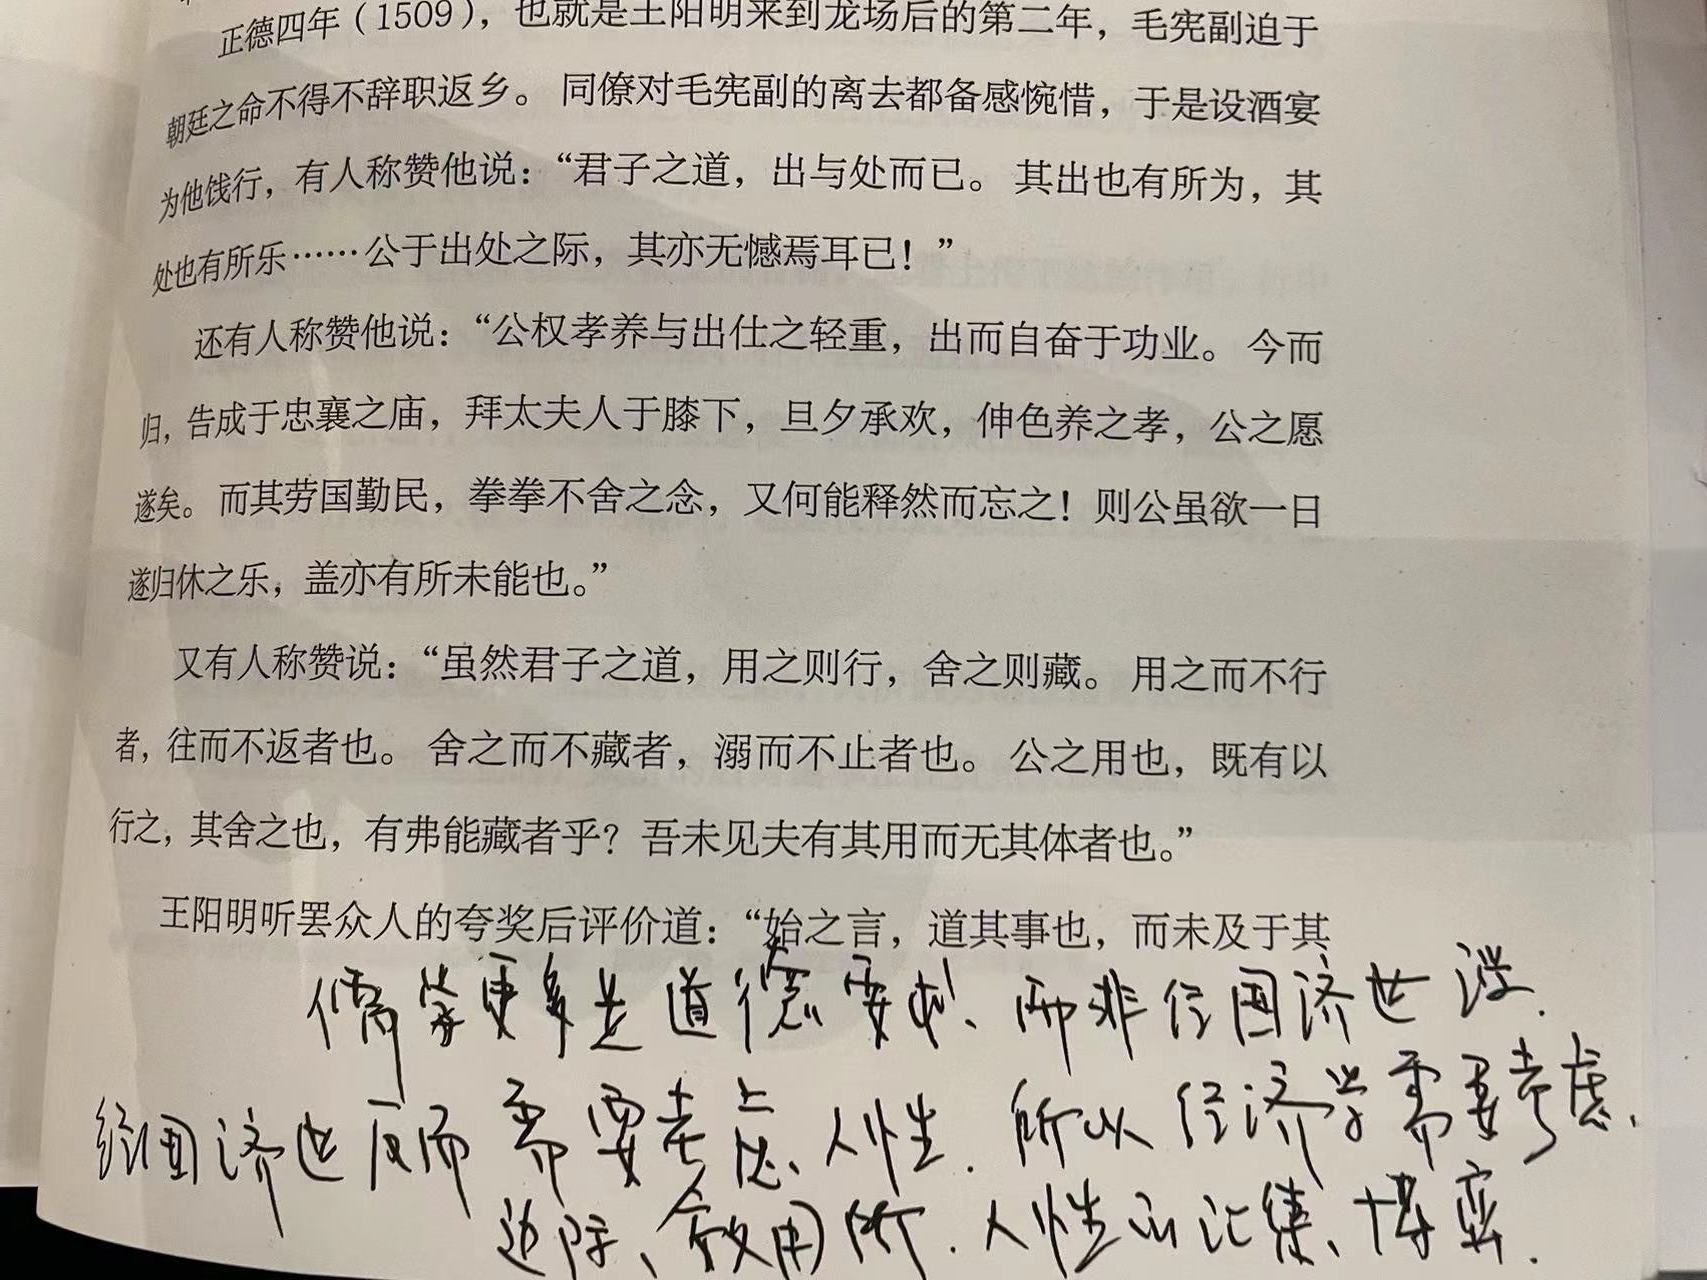 正德四年（1509），也就是王阳明来到龙场后的第二年，毛宪副迫于
朝廷之命不得不辞职返乡。同僚对毛宪副的离去都备感惋惜，于是设酒宴
为他饯行，有人称赞他说：“君子之道，出与处而已。其出也有所为，其
处也有所乐……公于出处之际，其亦无憾焉耳已！”
还有人称赞他说：“公权孝养与出仕之轻重，出而自奋于功业。今而
归，告成于忠襄之庙，拜太夫人于膝下，旦夕承欢，伸色养之孝，公之愿
遂矣。而其劳国勤民，拳拳不舍之念，又何能释然而忘之！则公虽欲一日
遂归休之乐，盖亦有所未能也。”
又有人称赞说：“虽然君子之道，用之则行，舍之则藏。用之而不行
者，往而不返者也。舍之而不藏者，溺而不止者也。公之用也，既有以
行之，其舍之也，有弗能藏者乎？吾未见夫有其用而无其体者也。”
王阳明听罢众人的夸奖后评价道：“始之言，道其事也，而未及于其
儒家更多是道德要求、而非经国济世
经国济世反而需要考虑人性. 所以经济学需要考虑、
边际、效用 人性 汇集、博弈.